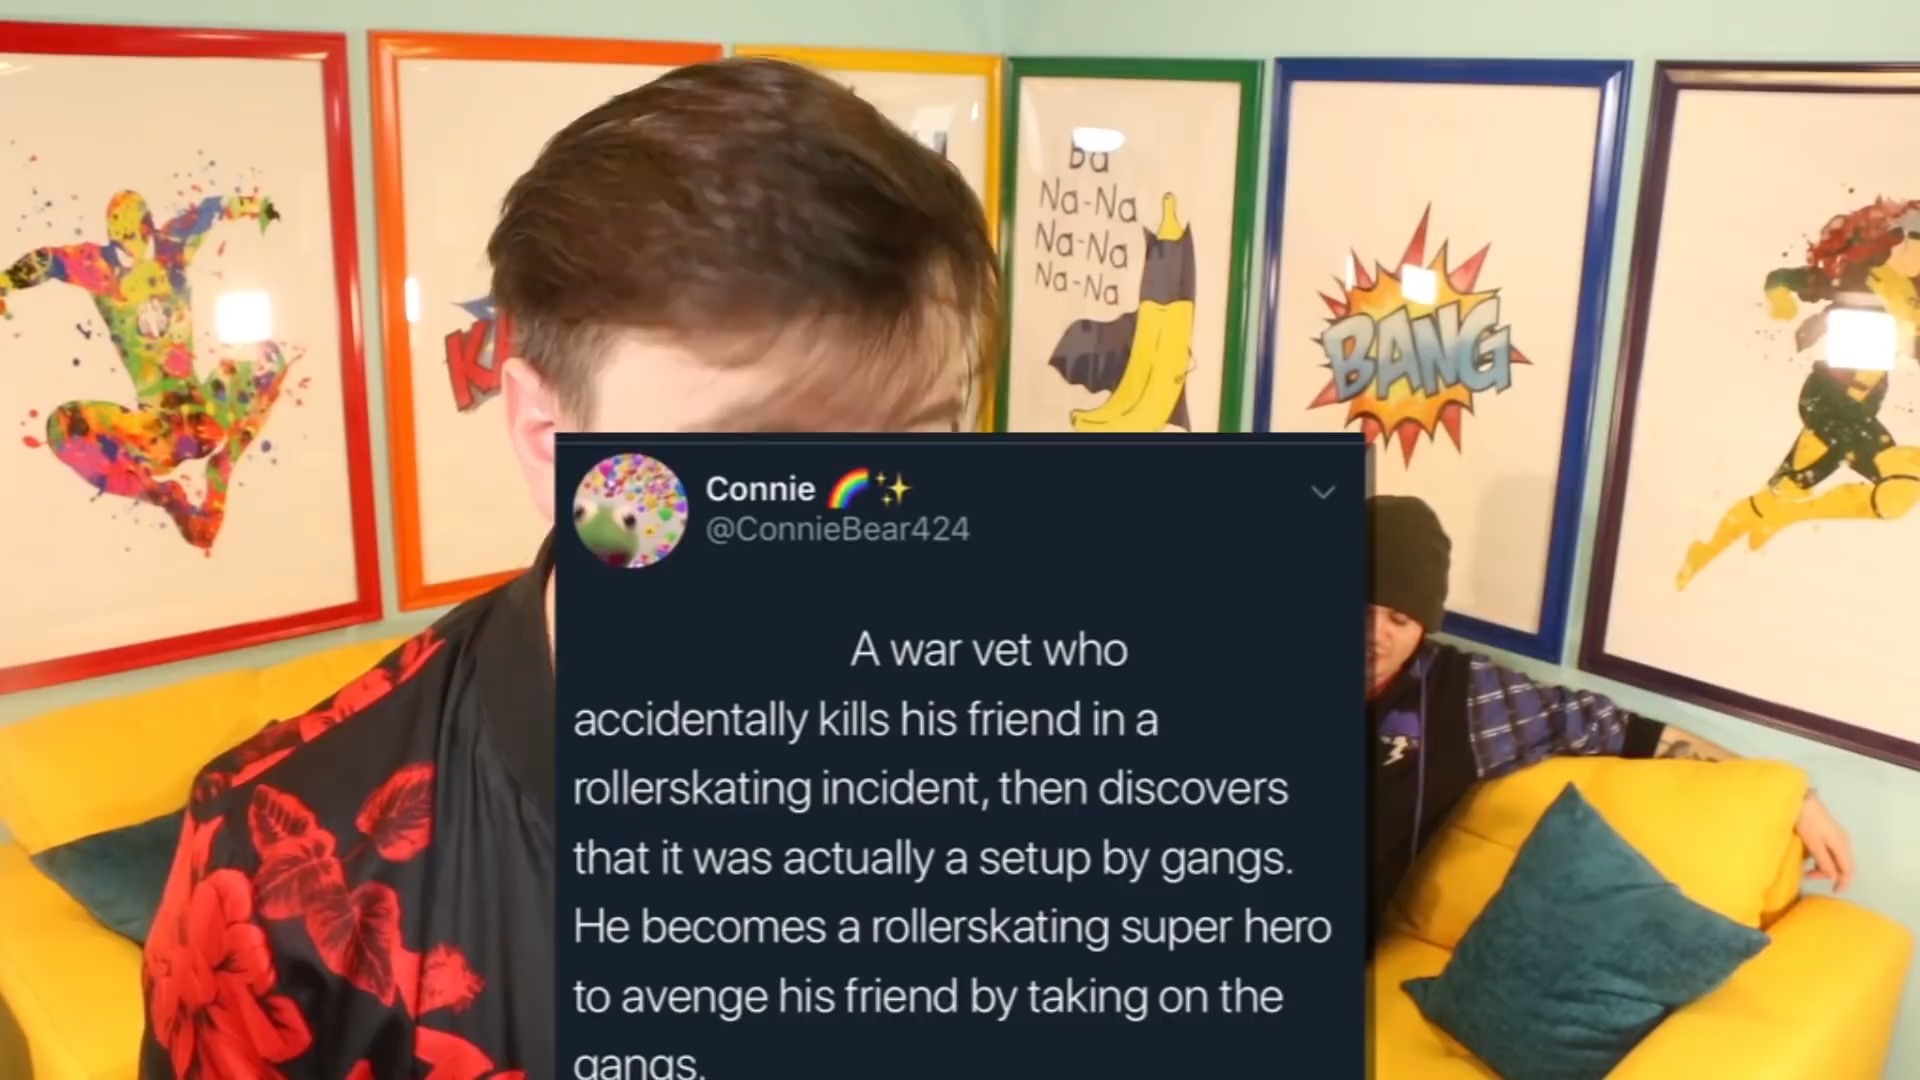 ba
Na-Na
Na-Na
Na-Na
BANG
Connie 🌈✨
@ConnieBear424
A war vet who
accidentally kills his friend in a
rollerskating incident, then discovers
that it was actually a setup by gangs.
He becomes a rollerskating super hero
to avenge his friend by taking on the
gangs.